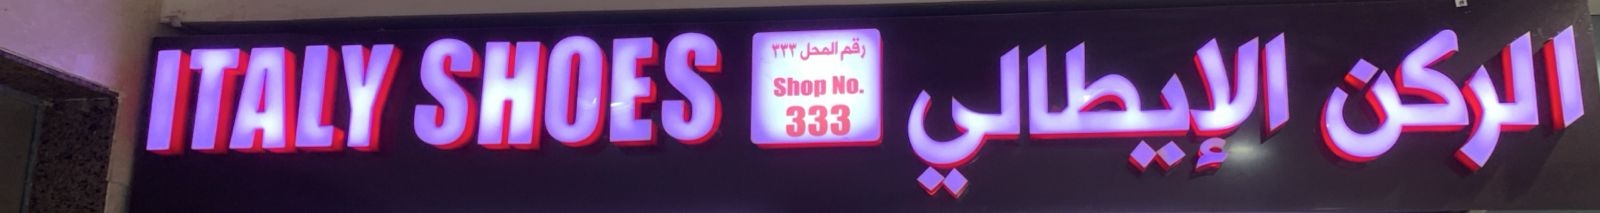 ITALY SHOES
رقم المحل ٣٣٣
Shop No.
333
الركن الإيطالي